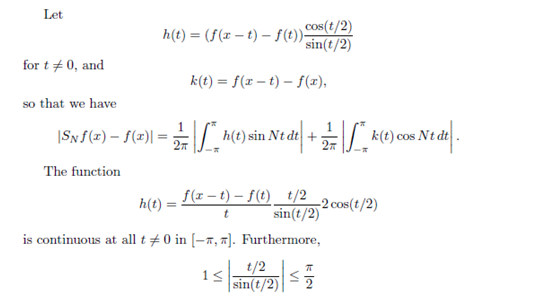 Let
h(t) = (f(x − t) − f(t)) cos(t/2) / sin(t/2)
for t ≠ 0, and
k(t) = f(x − t) − f(x),
so that we have
|S_N f(x) − f(x)| = 1/2π |∫_{−π}^{π} h(t) sin Nt dt| + 1/2π |∫_{−π}^{π} k(t) cos Nt dt| .
The function
h(t) = f(x − t) − f(t) / t t/2 / sin(t/2) 2 cos(t/2)
is continuous at all t ≠ 0 in [−π, π]. Furthermore,
1 ≤ |t/2 / sin(t/2)| ≤ π/2